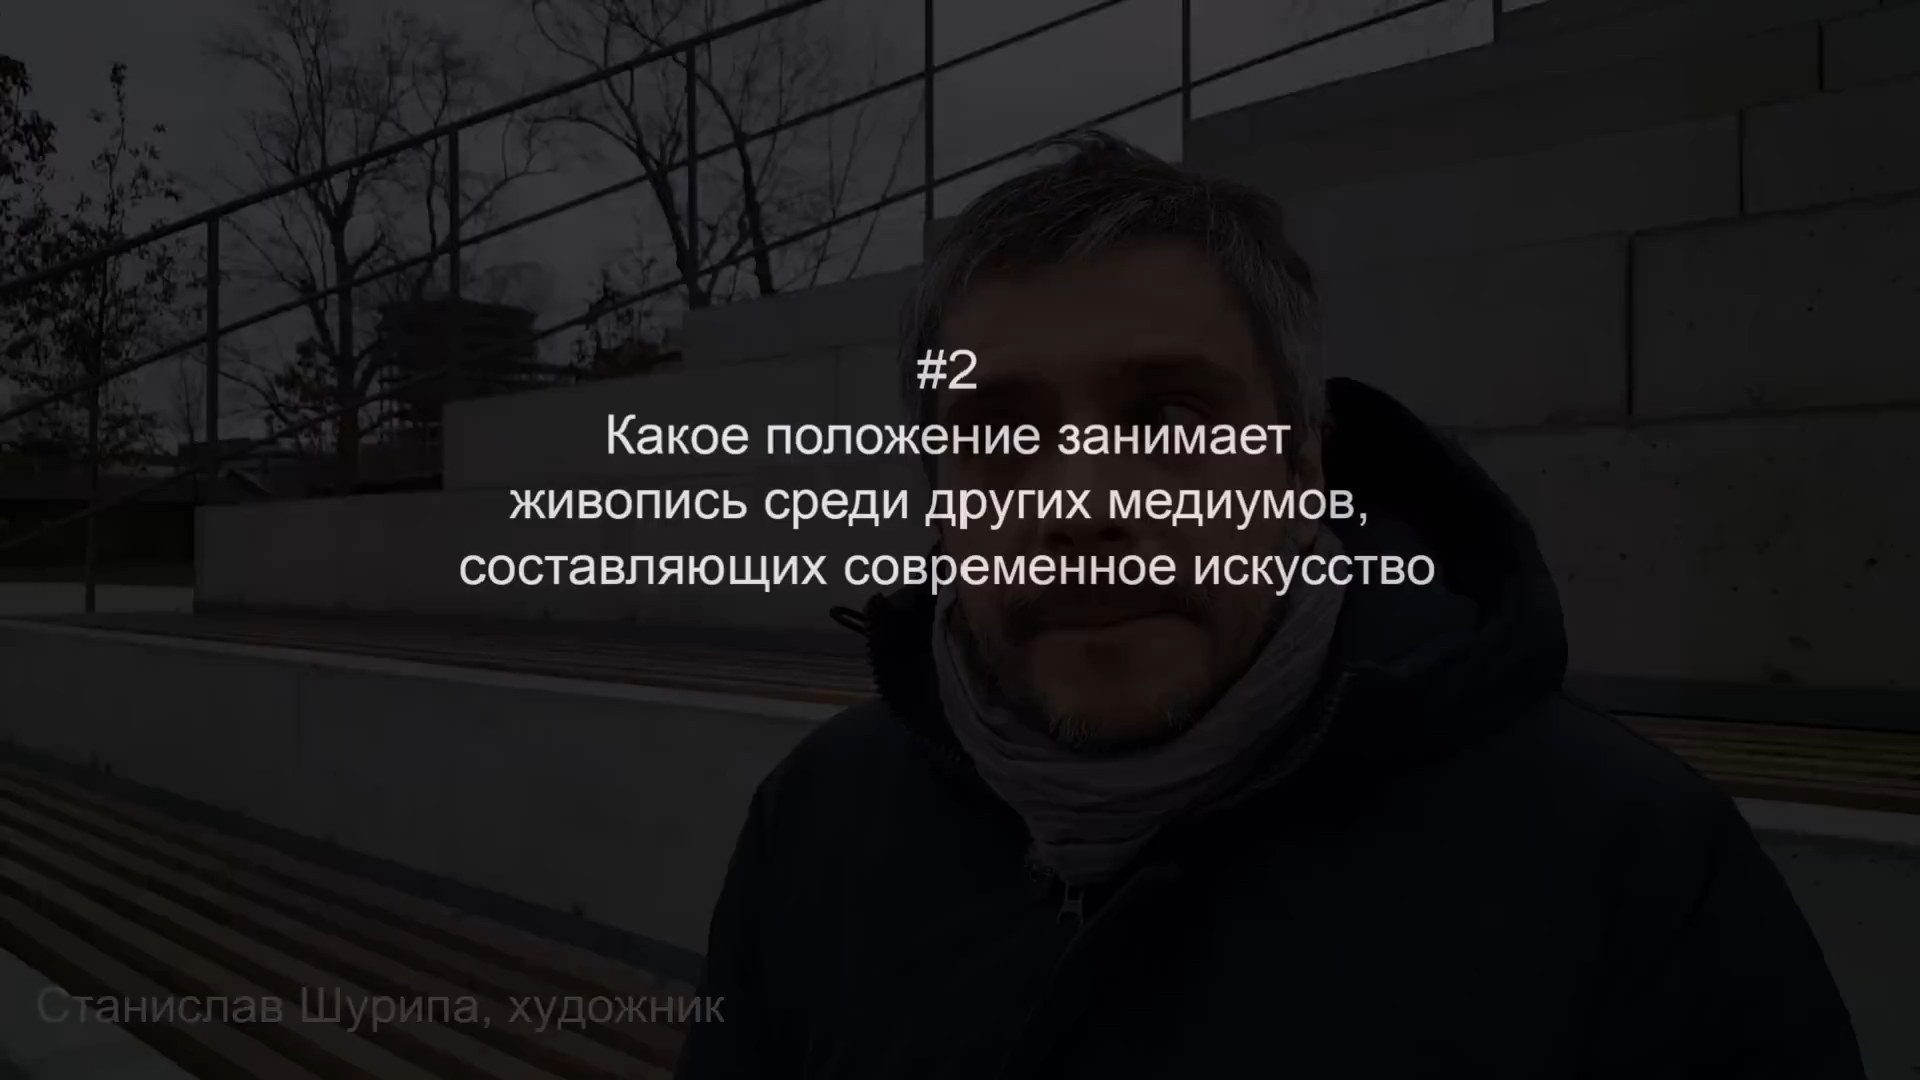 #2
Какое положение занимает
живопись среди других медиумов,
составляющих современное искусство
Станислав Шурипа, художник